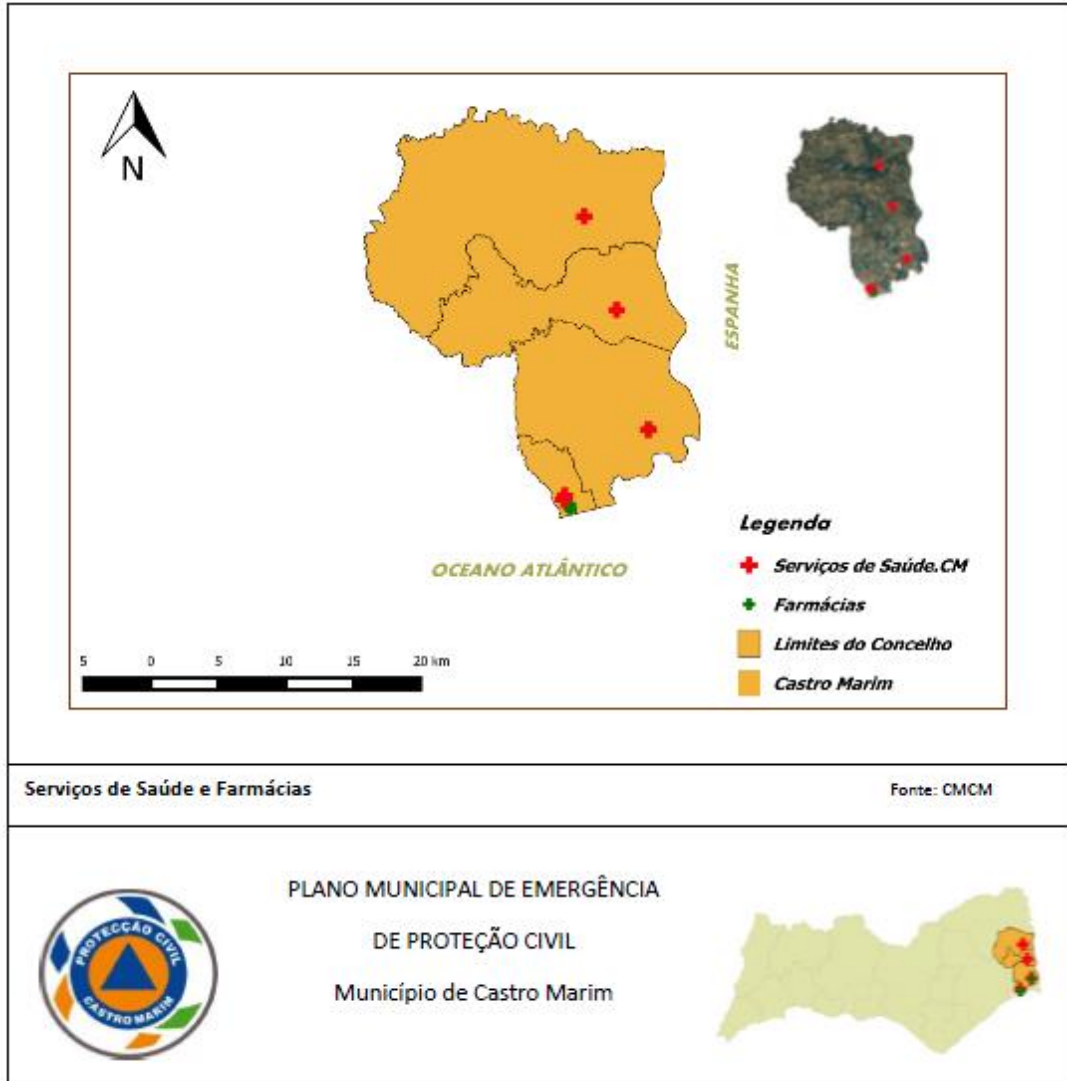 N
ESPANHA
OCEANO ATLÂNTICO
Legenda
Serviços de Saúde.CM
Farmácias
Limites do Concelho
Castro Marim
5 0 5 10 15 20 km
Serviços de Saúde e Farmácias
Fonte: CMCM
PROTECÇÃO CIVIL
CASTRO MARIM
PLANO MUNICIPAL DE EMERGÊNCIA
DE PROTEÇÃO CIVIL
Município de Castro Marim